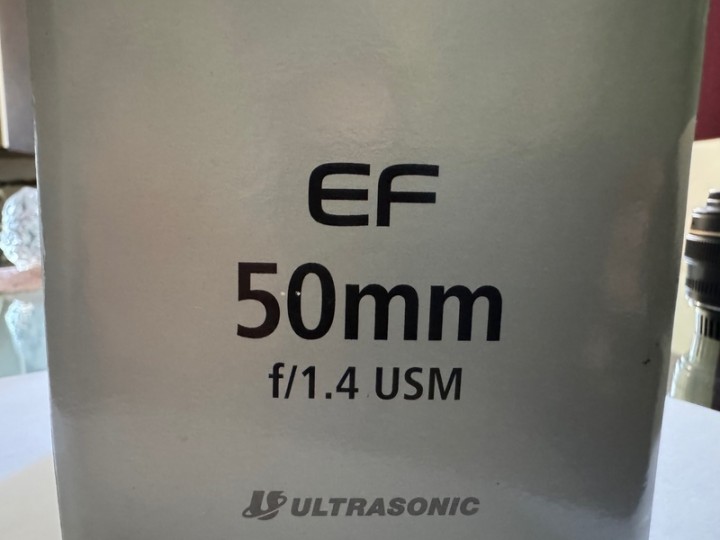 EF
50mm
f/1.4 USM
ULTRASONIC